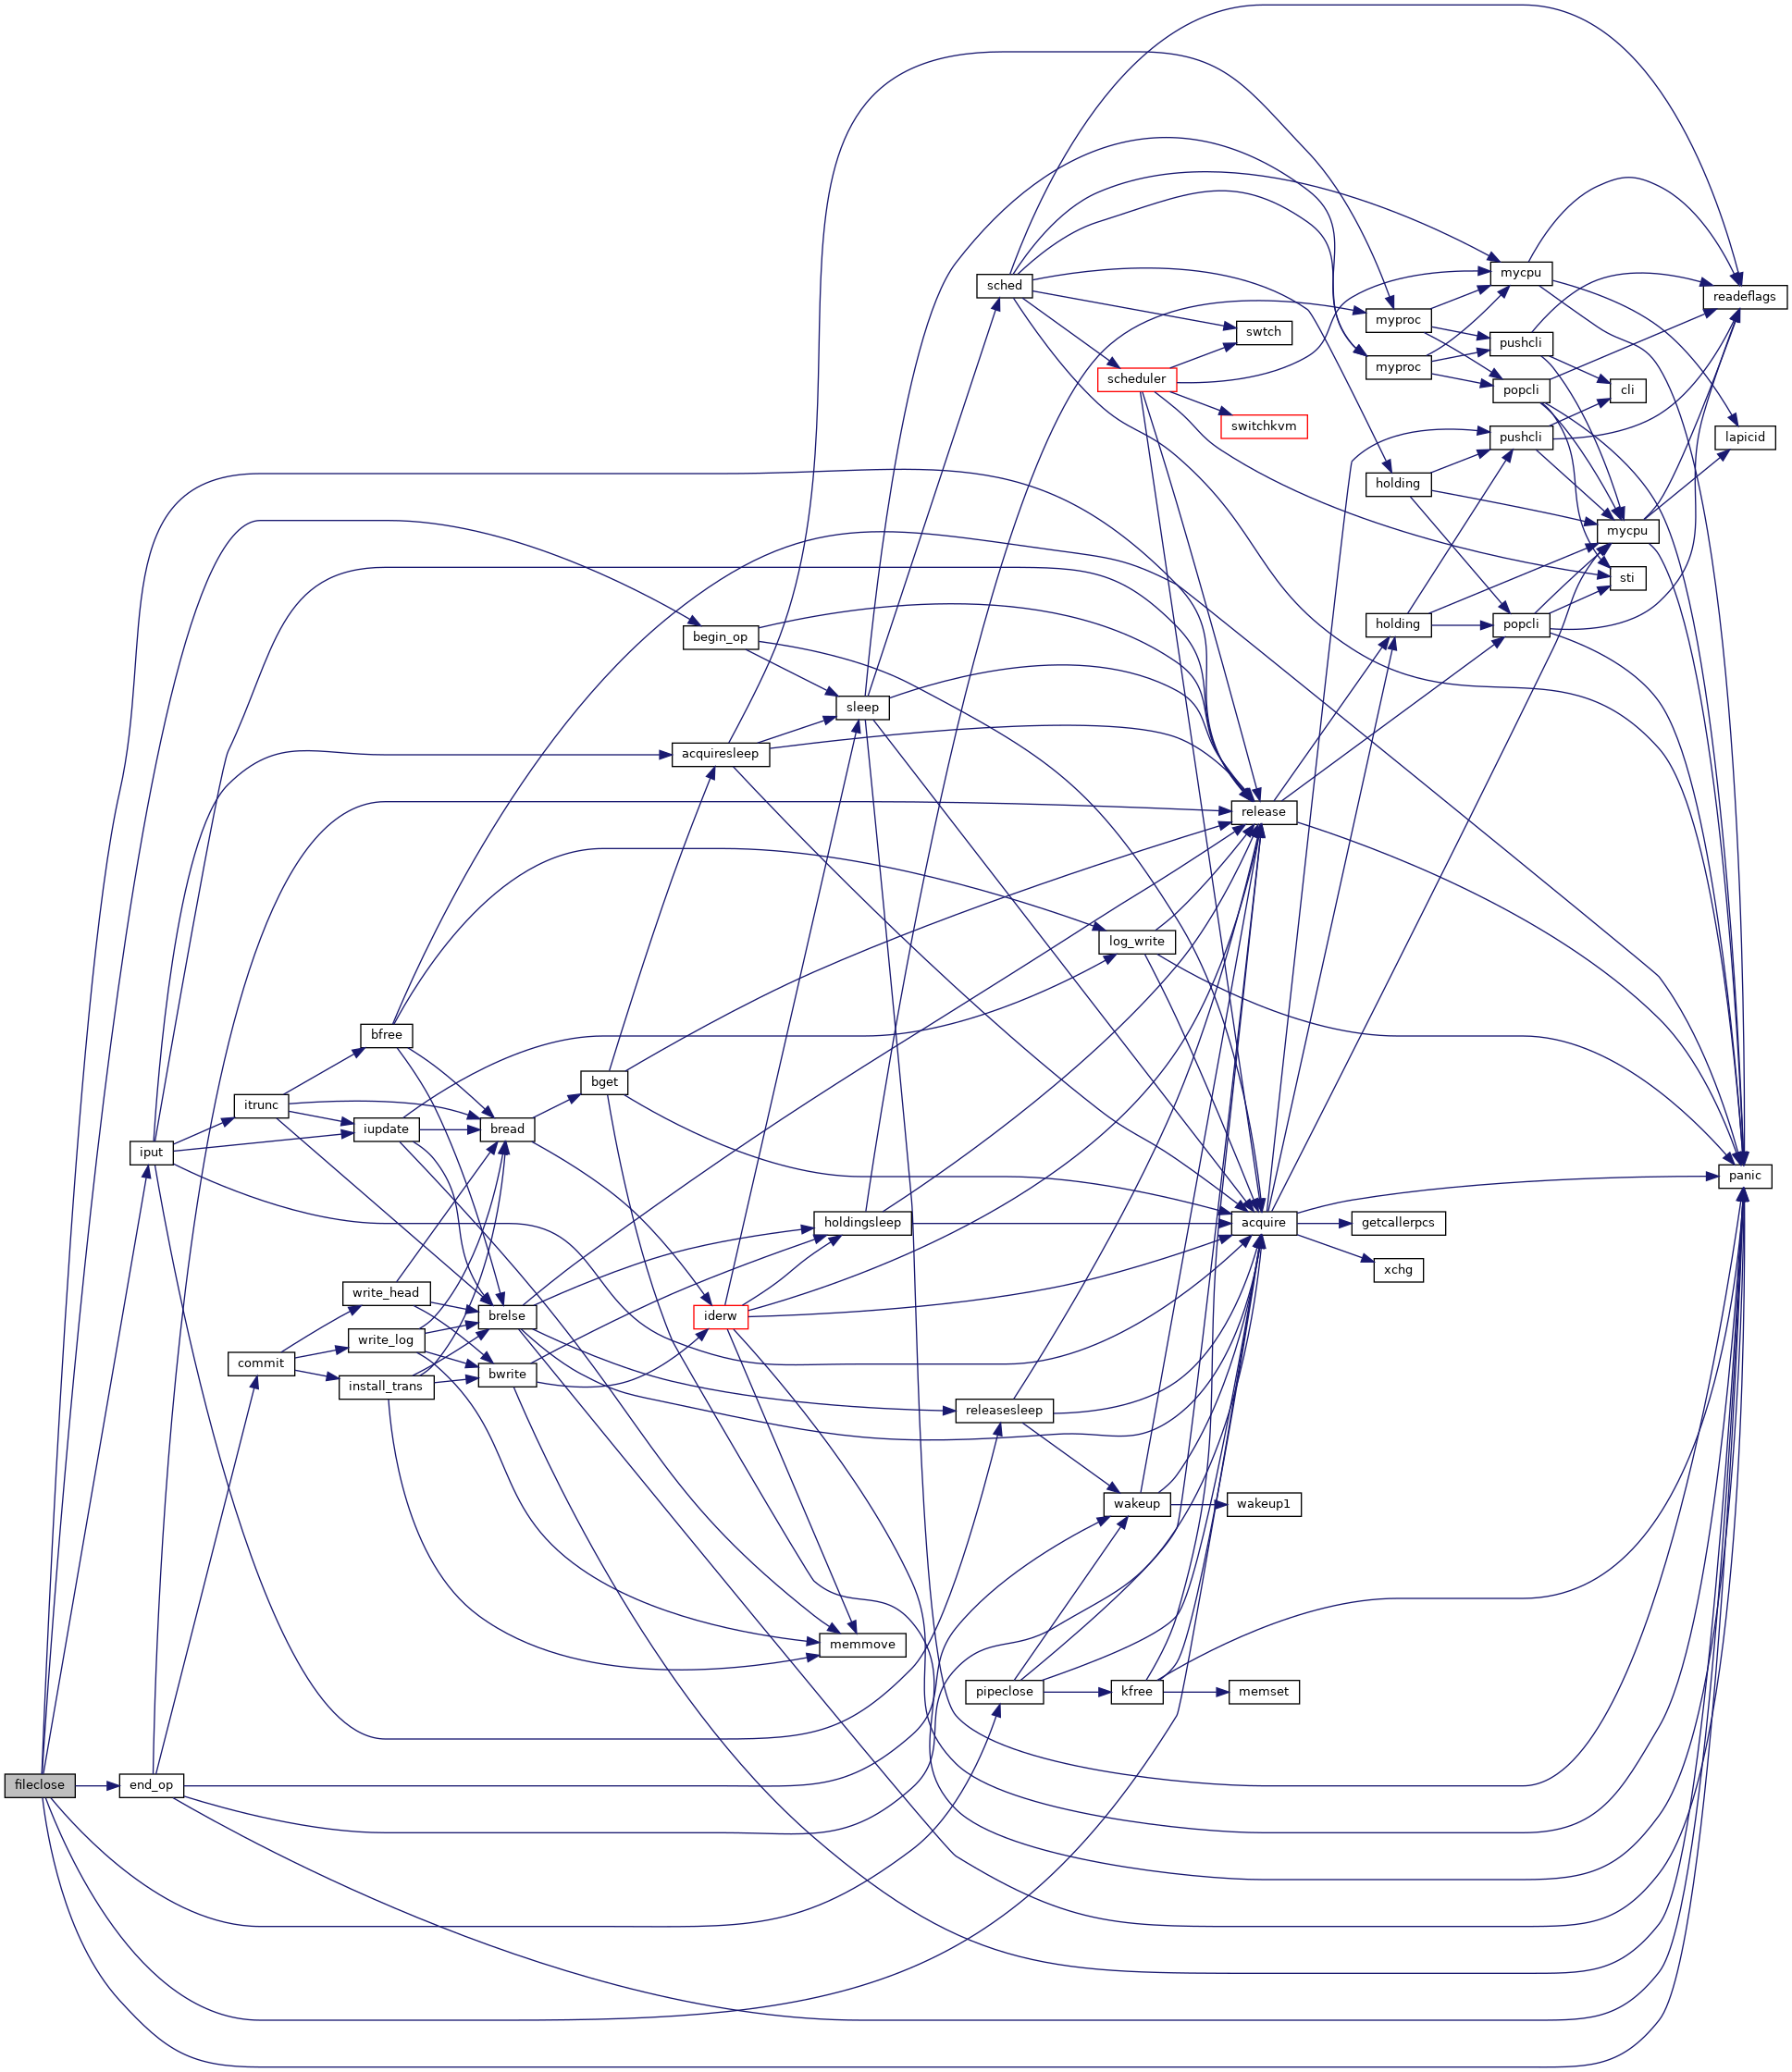 sched
mycpu
readeflags
myproc
swtch
pushcli
myproc
scheduler
popcli
cli
switchkvm
pushcli
lapicid
holding
mycpu
sti
begin_op
holding
popcli
sleep
acquiresleep
release
log_write
bfree
bget
itrunc
iupdate
bread
iput
panic
holdingsleep
acquire
getcallerpcs
xchg
write_head
brelse
iderw
write_log
commit
bwrite
install_trans
releasesleep
wakeup
wakeup1
memmove
pipeclose
kfree
memset
fileclose
end_op